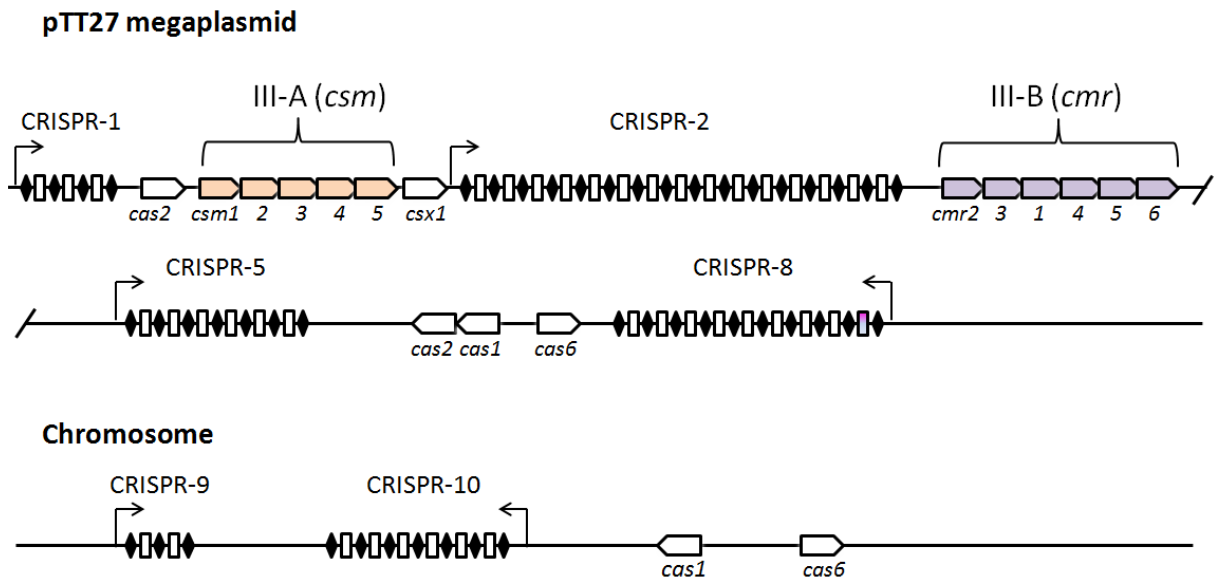 pTT27 megaplasmid
III-A (csm)
III-B (cmr)
CRISPR-1
CRISPR-2
cas2 csm1 2 3 4 5 csx1 cmr2 3 1 4 5 6
CRISPR-5 CRISPR-8
cas2 cas1 cas6
Chromosome
CRISPR-9 CRISPR-10
cas1 cas6